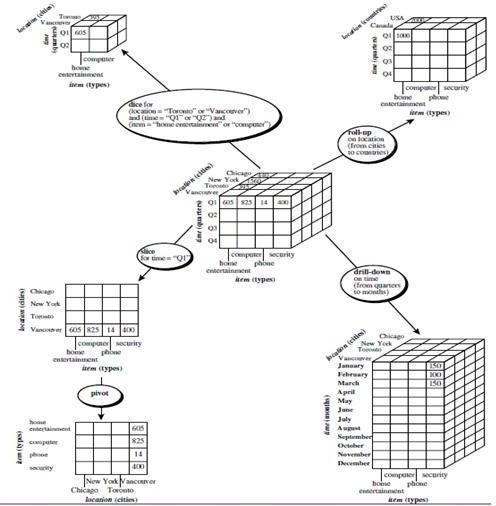 location (cities)
Toronto 395
Vancouver
time (quarters)
Q1 605
Q2
computer
home
entertainment
item (types)
location (countries)
USA 2000
Canada
time (quarters)
Q1 1000
Q2
Q3
Q4
computer security
home phone
entertainment
item (types)
dice for
(location = "Toronto" or "Vancouver")
and (time = "Q1" or "Q2") and
(item = "home entertainment" or "computer")
roll-up
on location
(from cities
to countries)
location (cities)
Chicago 440
New York 1560
Toronto 395
Vancouver
time (quarters)
Q1 605 825 14 400
Q2
Q3
Q4
computer security
home phone
entertainment
item (types)
slice
for time = "Q1"
drill-down
on time
(from quarters
to months)
location (cities)
Chicago
New York
Toronto
Vancouver 605 825 14 400
computer security
home phone
entertainment
item (types)
pivot
item (types)
home
entertainment 605
computer 825
phone 14
security 400
New York Vancouver
Chicago Toronto
location (cities)
location (cities)
Chicago
New York
Toronto
Vancouver
time (months)
January 150
February 100
March 150
April
May
June
July
August
September
October
November
December
computer security
home phone
entertainment
item (types)